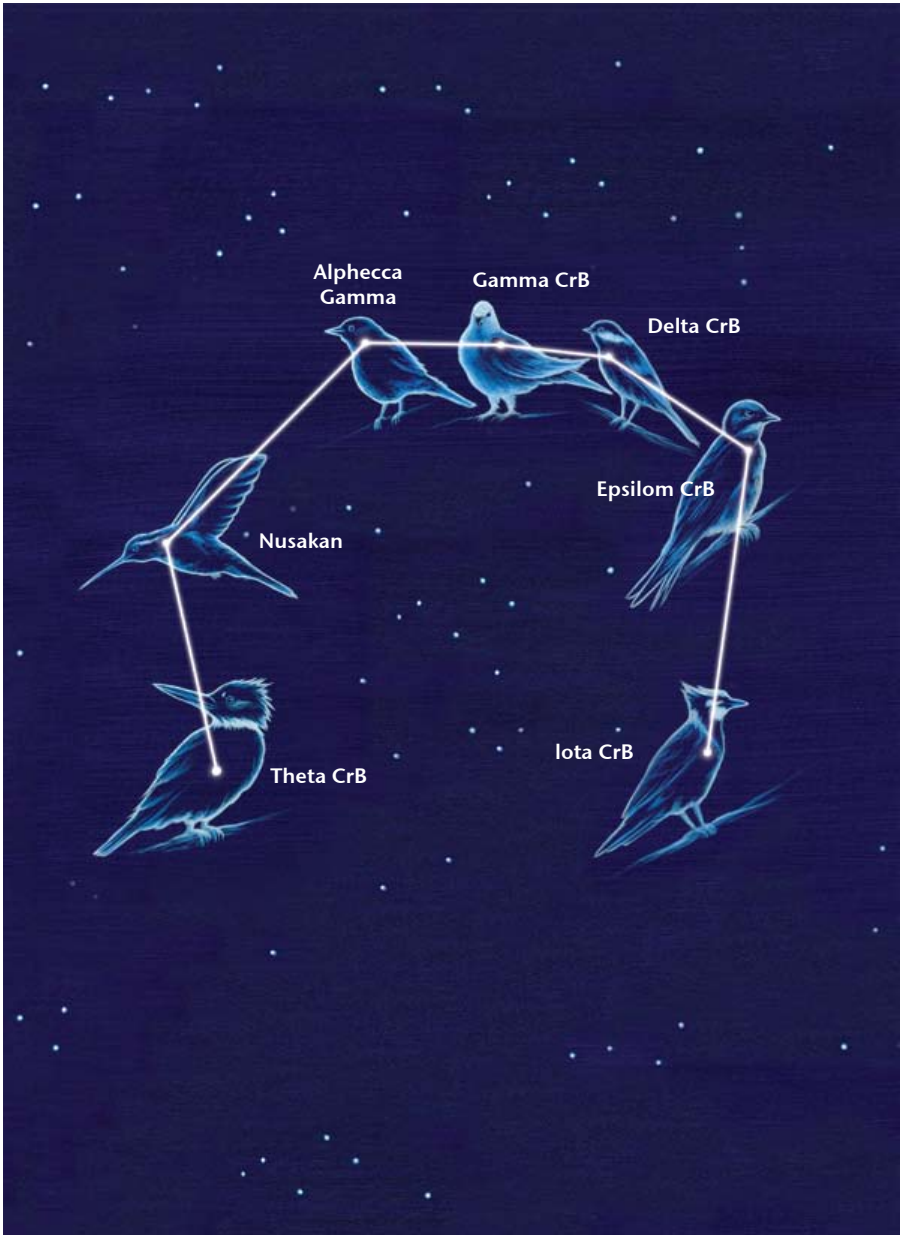 Alphecca
Gamma
Gamma CrB
Delta CrB
Epsilom CrB
Nusakan
Iota CrB
Theta CrB